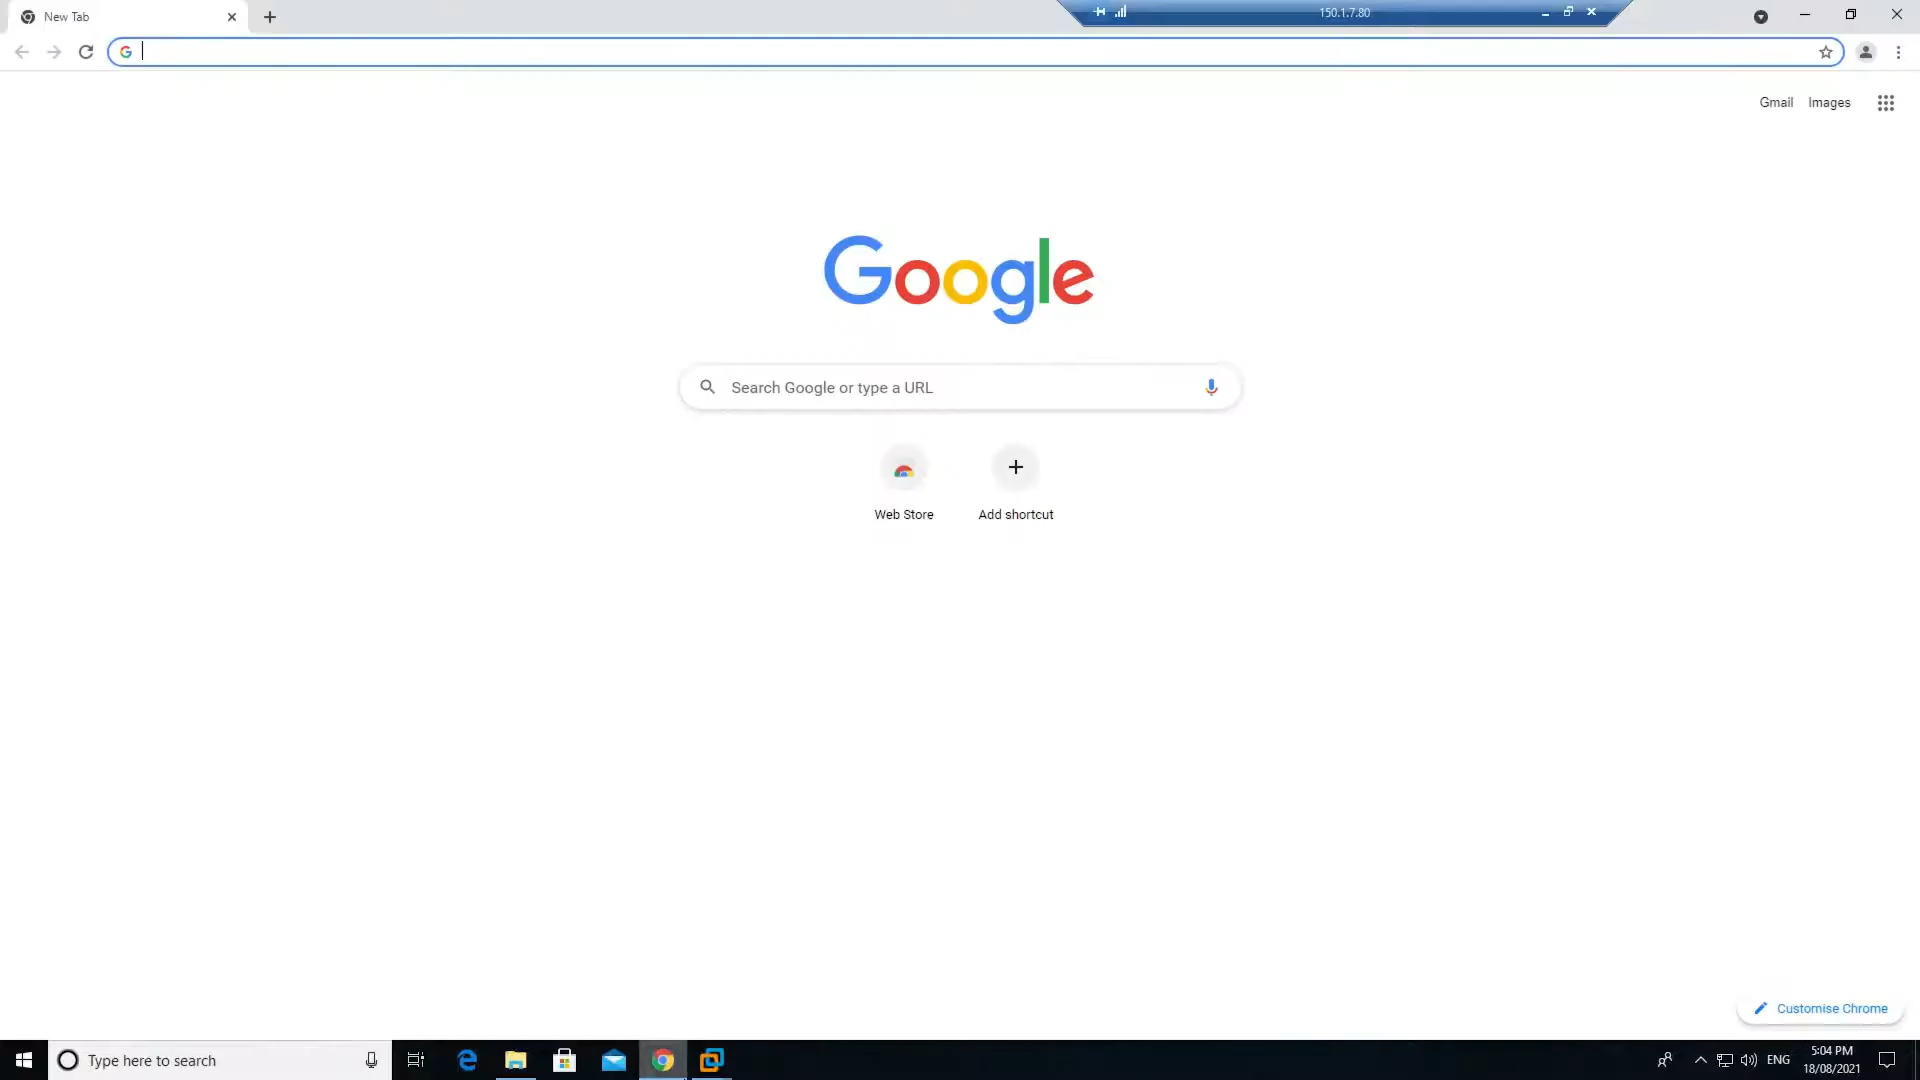 New Tab
150.1.7.80
Gmail Images
Google
Search Google or type a URL
Web Store
Add shortcut
Customise Chrome
Type here to search
ENG
5:04 PM
18/08/2021